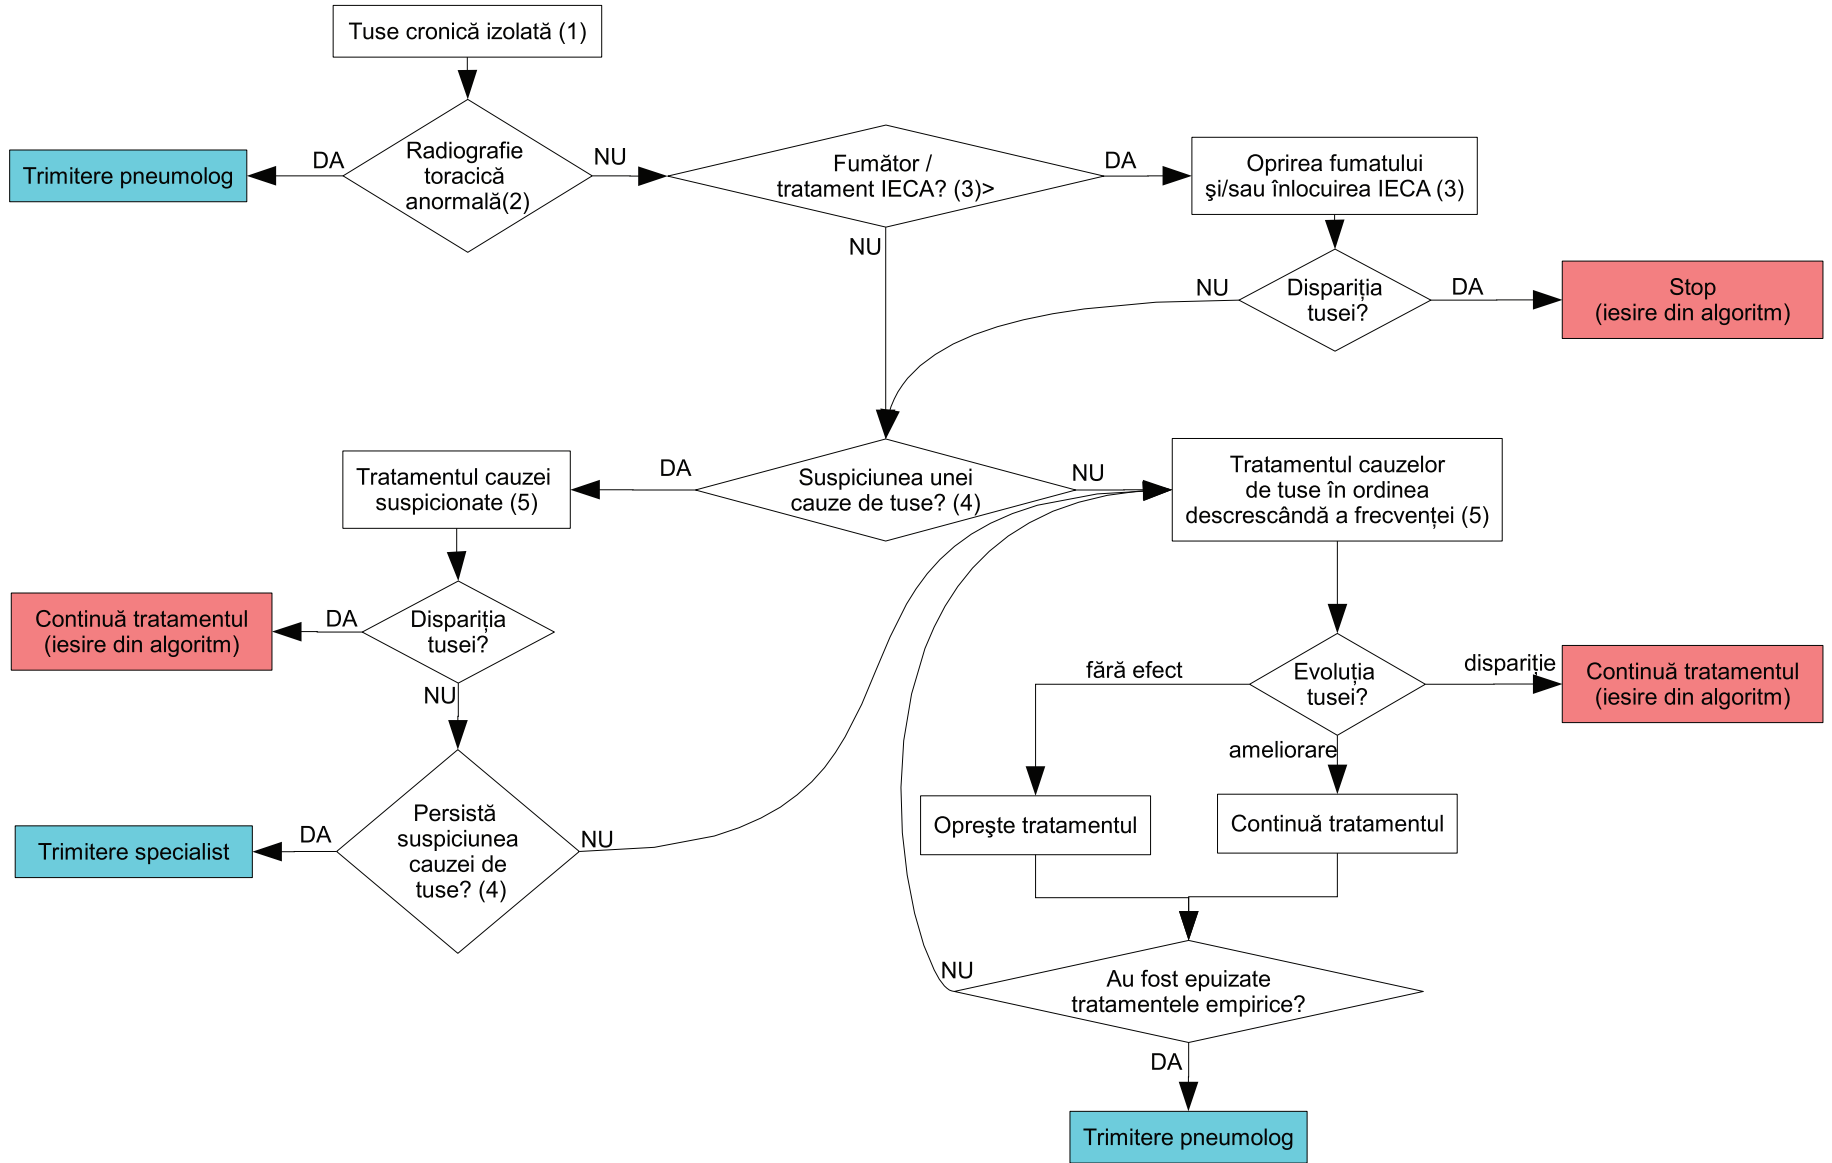 Tuse cronică izolată (1)
Radiografie
toracică
anormală(2)
DA
NU
Trimitere pneumolog
Fumător /
tratament IECA? (3)>
DA
NU
Oprirea fumatului
şi/sau înlocuirea IECA (3)
Dispariția
tusei?
NU
DA
Stop
(iesire din algoritm)
Suspiciunea unei
cauze de tuse? (4)
DA
NU
Tratamentul cauzei
suspicionate (5)
Tratamentul cauzelor
de tuse în ordinea
descrescândă a frecvenței (5)
Dispariția
tusei?
DA
NU
Continuă tratamentul
(iesire din algoritm)
Evoluția
tusei?
fără efect
dispariție
ameliorare
Continuă tratamentul
(iesire din algoritm)
Persistă
suspiciunea
cauzei de
tuse? (4)
DA
NU
Trimitere specialist
Opreşte tratamentul
Continuă tratamentul
Au fost epuizate
tratamentele empirice?
NU
DA
Trimitere pneumolog